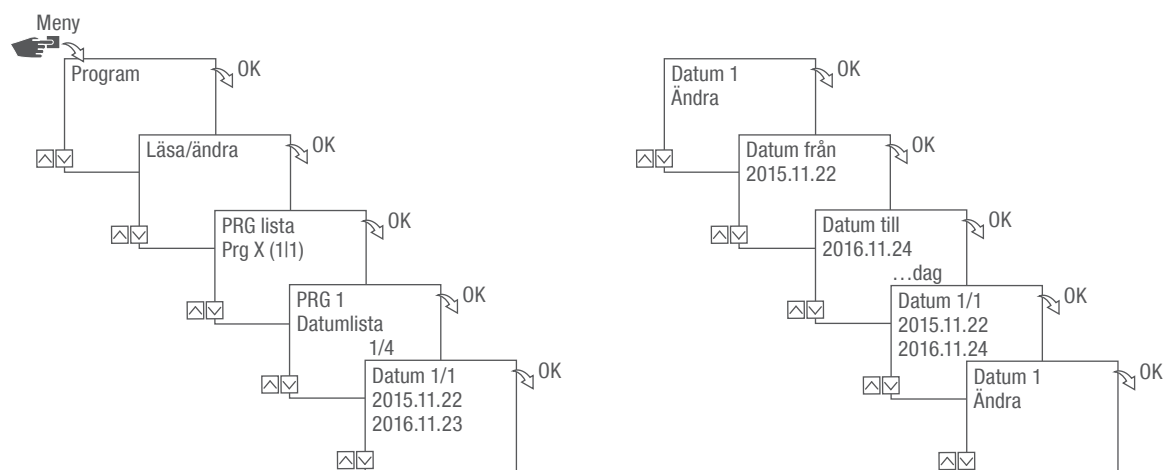 Meny
Program
OK
Läsa/ändra
OK
PRG lista
Prg X (1|1)
OK
PRG 1
Datumlista
1/4
OK
Datum 1/1
2015.11.22
2016.11.23
OK
Datum 1
Ändra
OK
Datum från
2015.11.22
OK
Datum till
2016.11.24
…dag
OK
Datum 1/1
2015.11.22
2016.11.24
OK
Datum 1
Ändra
OK